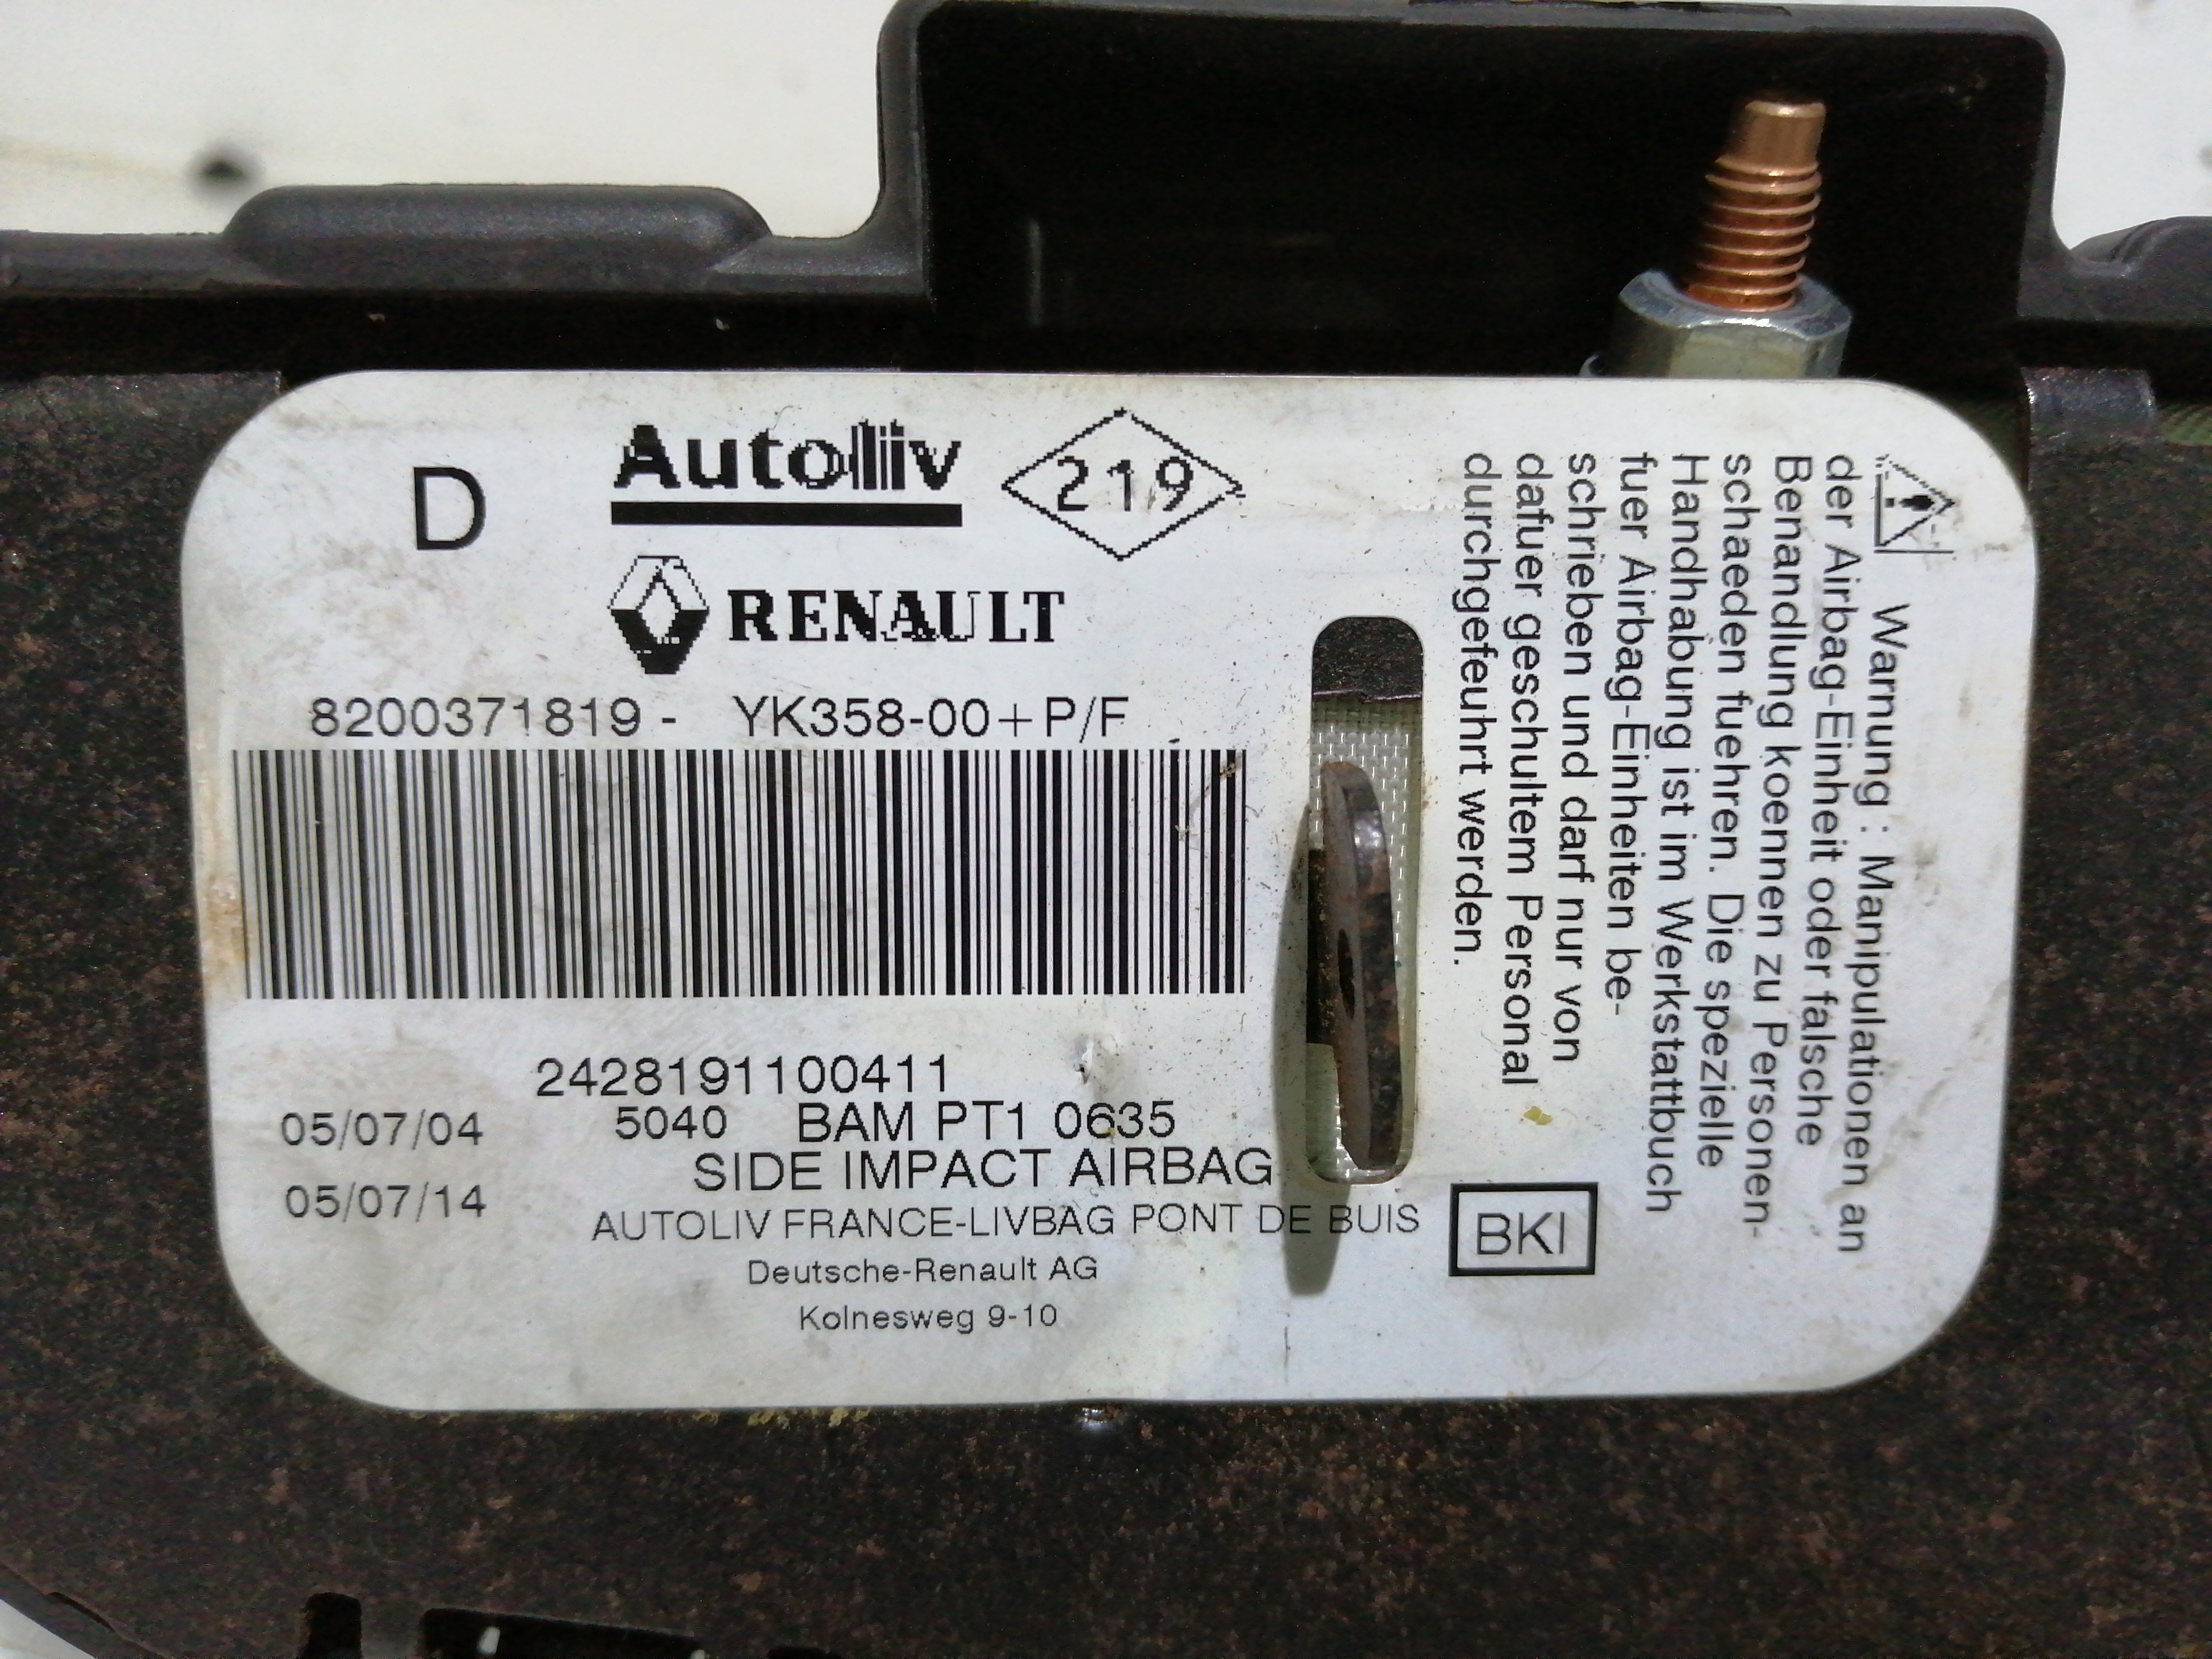 D
Autoliv
219
RENAULT
8200371819 - YK358-00+P/F
2428191100411
05/07/04 5040 BAM PT1 0635
SIDE IMPACT AIRBAG
05/07/14
AUTOLIV FRANCE-LIVBAG PONT DE BUIS
Deutsche-Renault AG
Kolnesweg 9-10
BKI
Warnung : Manipulationen an
der Airbag-Einheit oder falsche
Benandlung koennen zu Personen-
schaeden fuehren. Die spezielle
Handhabung ist im Werkstattbuch
fuer Airbag-Einheiten be-
schrieben und darf nur von
dafuer geschultem Personal
durchgefeuhrt werden.